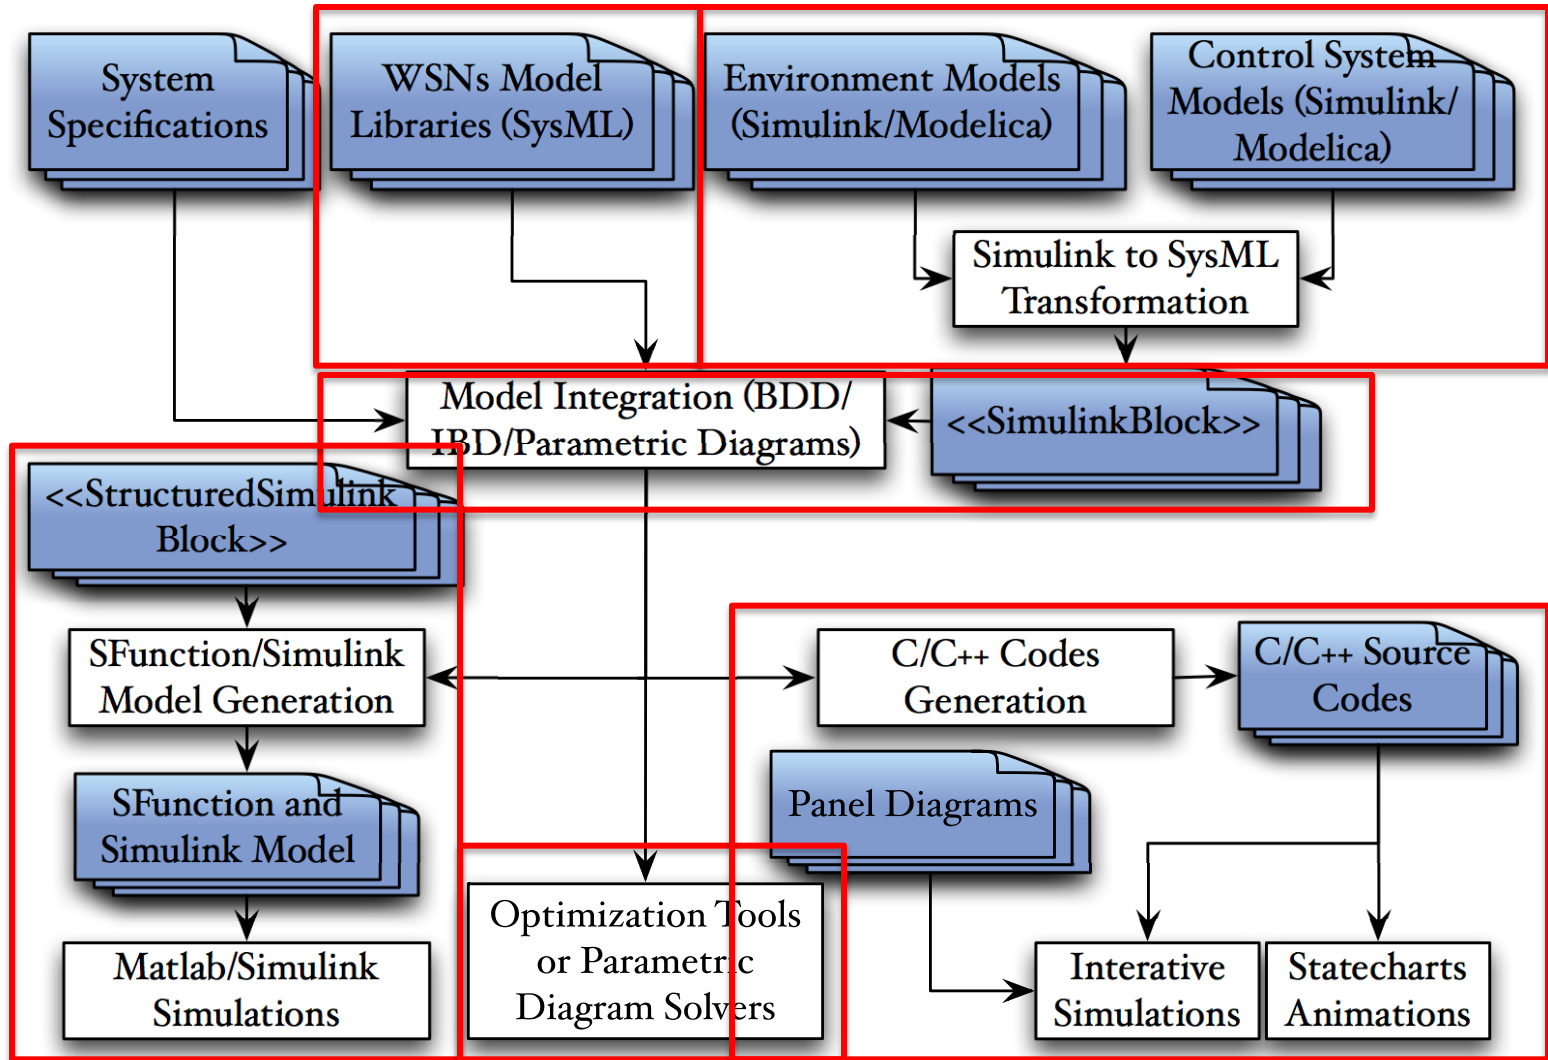 System
Specifications
WSNs Model
Libraries (SysML)
Environment Models
(Simulink/Modelica)
Control System
Models (Simulink/
Modelica)
Simulink to SysML
Transformation
Model Integration (BDD/
IBD/Parametric Diagrams)
<<SimulinkBlock>>
<<StructuredSimulink
Block>>
SFunction/Simulink
Model Generation
C/C++ Codes
Generation
C/C++ Source
Codes
SFunction and
Simulink Model
Panel Diagrams
Matlab/Simulink
Simulations
Optimization Tools
or Parametric
Diagram Solvers
Interative
Simulations
Statecharts
Animations